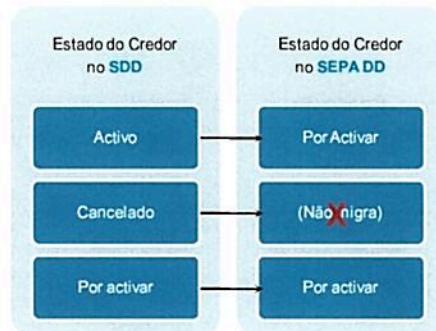 Estado do Credor
no SDD
Estado do Credor
no SEPA DD
Activo
Por Activar
Cancelado
(Não migra)
Por activar
Por activar